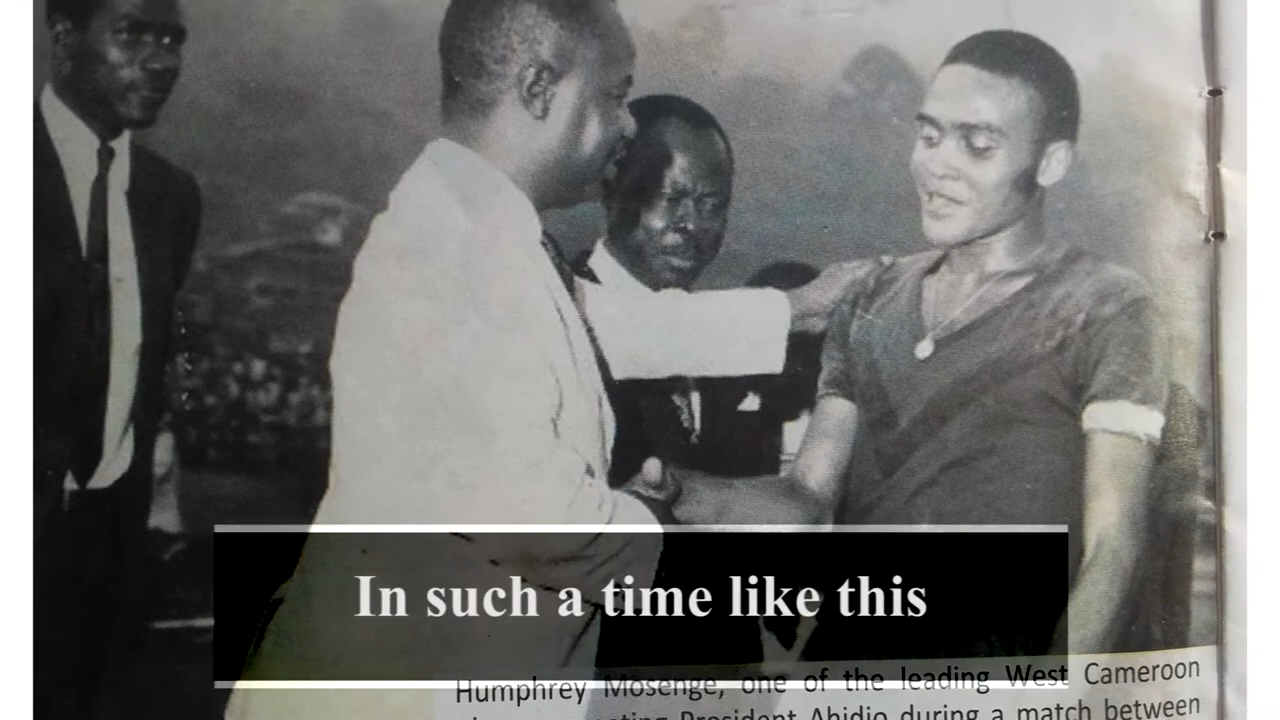 In such a time like this
Humphrey Mosenge, one of the leading West Cameroon
President Ahidjo during a match between